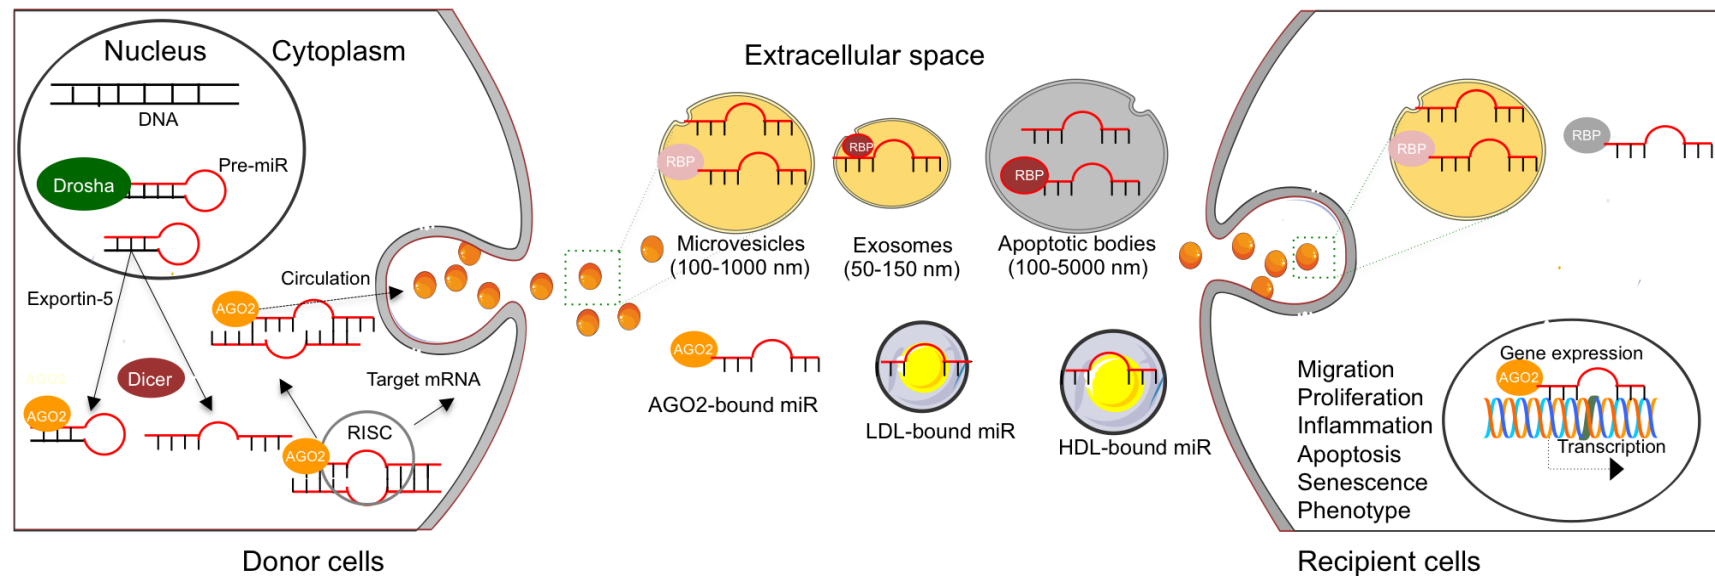 Nucleus
Cytoplasm
DNA
Pre-miR
Drosha
Exportin-5
Circulation
AGO2
Dicer
Target mRNA
AGO2
AGO2
RISC
AGO2
Donor cells
Extracellular space
RBP
Microvesicles
(100-1000 nm)
RBP
Exosomes
(50-150 nm)
RBP
Apoptotic bodies
(100-5000 nm)
AGO2
AGO2-bound miR
LDL-bound miR
HDL-bound miR
RBP
RBP
Migration
Proliferation
Inflammation
Apoptosis
Senescence
Phenotype
Gene expression
AGO2
Transcription
Recipient cells